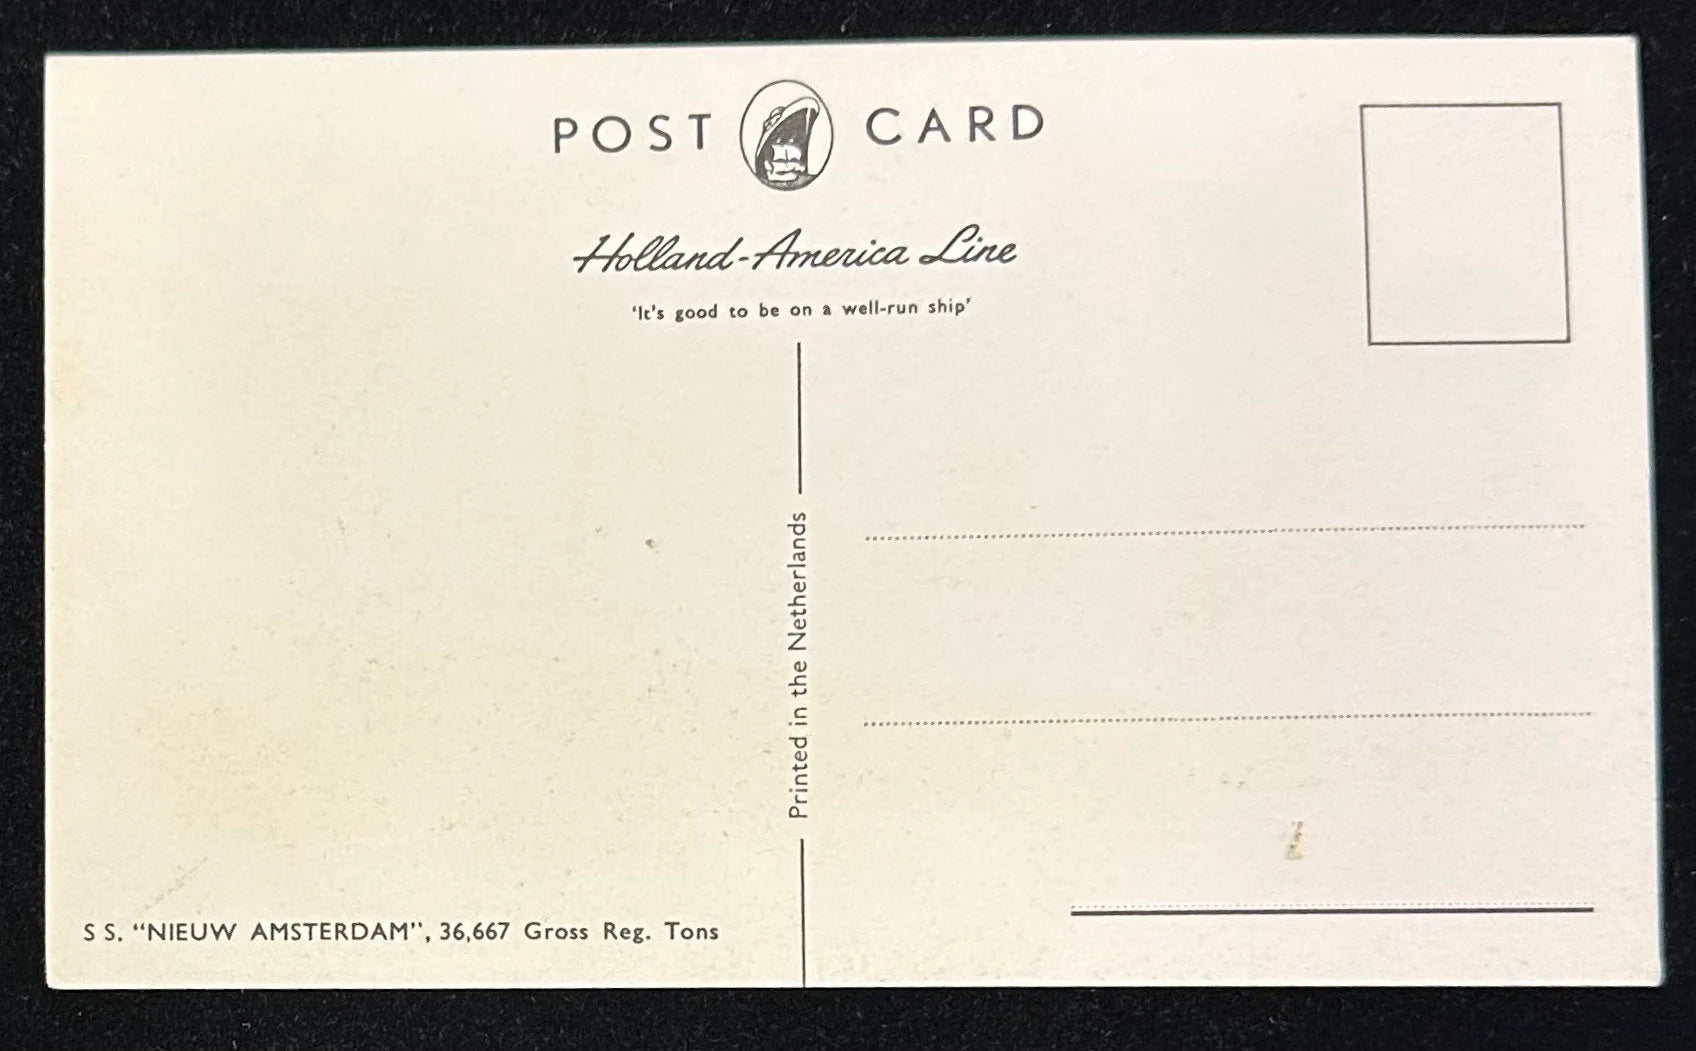 POST CARD
Holland-America Line
‘It's good to be on a well-run ship’
Printed in the Netherlands
S S. “NIEUW AMSTERDAM”, 36,667 Gross Reg. Tons